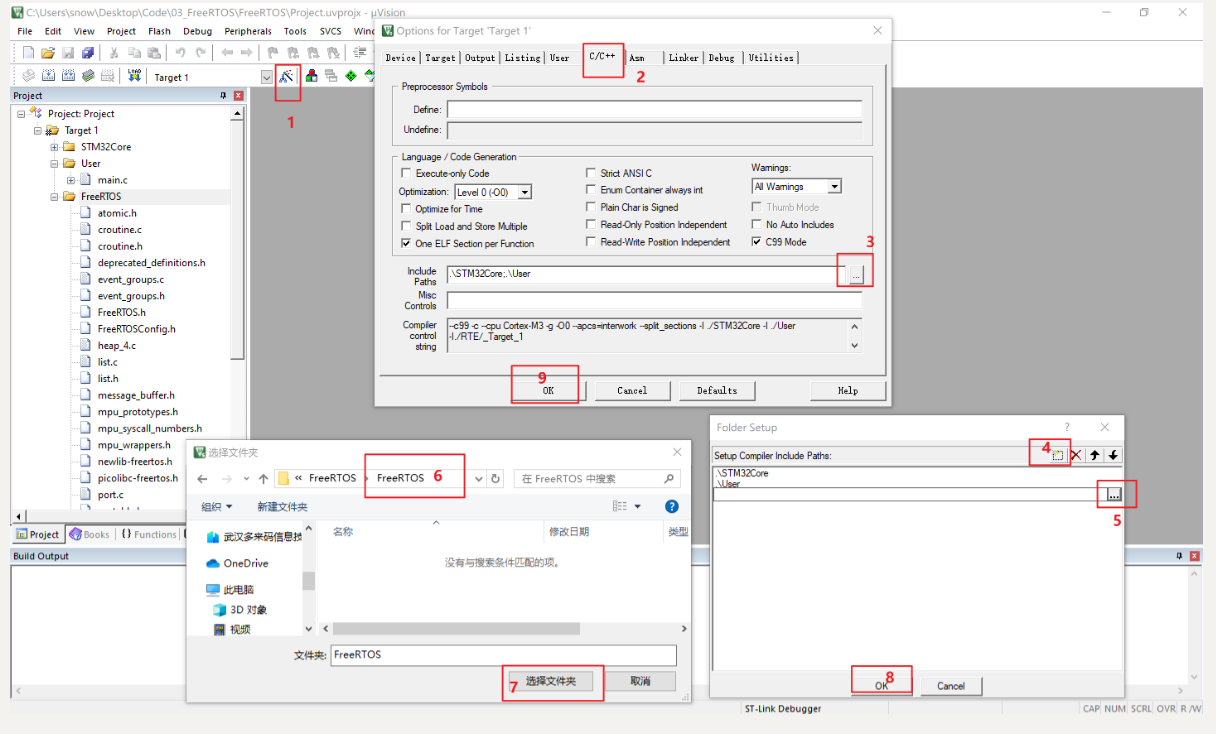 C:\Users\snow\Desktop\Code\03_FreeRTOS\FreeRTOS\Project.uvprojx - µVision
File Edit View Project Flash Debug Peripherals Tools SVCS Wind
Target 1
1
Project
Project: Project
Target 1
STM32Core
User
main.c
FreeRTOS
atomic.h
croutine.c
croutine.h
deprecated_definitions.h
event_groups.c
event_groups.h
FreeRTOS.h
FreeRTOSConfig.h
heap_4.c
list.c
list.h
message_buffer.h
mpu_prototypes.h
mpu_syscall_numbers.h
mpu_wrappers.h
newlib-freertos.h
picolibc-freertos.h
port.c
Project Books {} Functions
Build Output
Options for Target 'Target 1'
Device Target Output Listing User C/C++ Asm Linker Debug Utilities
2
Preprocessor Symbols
Define:
Undefine:
Language / Code Generation
Execute-only Code
Optimization: Level 0 (-O0)
Optimize for Time
Split Load and Store Multiple
One ELF Section per Function
Strict ANSI C
Enum Container always int
Plain Char is Signed
Read-Only Position Independent
Read-Write Position Independent
Warnings:
All Warnings
Thumb Mode
No Auto Includes
C99 Mode
3
Include Paths
.\STM32Core;.\User
...
Misc Controls
Compiler control string
--c99 -c --cpu Cortex-M3 -g -O0 --apcs=interwork --split_sections -I ./STM32Core -I ./User
-I./RTE/_Target_1
9
OK Cancel Defaults Help
Folder Setup
? 
4
Setup Compiler Include Paths:
.\STM32Core
.\User
...
5
8
OK Cancel
选择文件夹
« FreeRTOS › FreeRTOS 6
在 FreeRTOS 中搜索
组织 新建文件夹
武汉多来码信息技
OneDrive
此电脑
3D 对象
视频
名称 修改日期 类型
没有与搜索条件匹配的项。
文件夹: FreeRTOS
7 选择文件夹 取消
ST-Link Debugger
CAP NUM SCRL OVR R /W